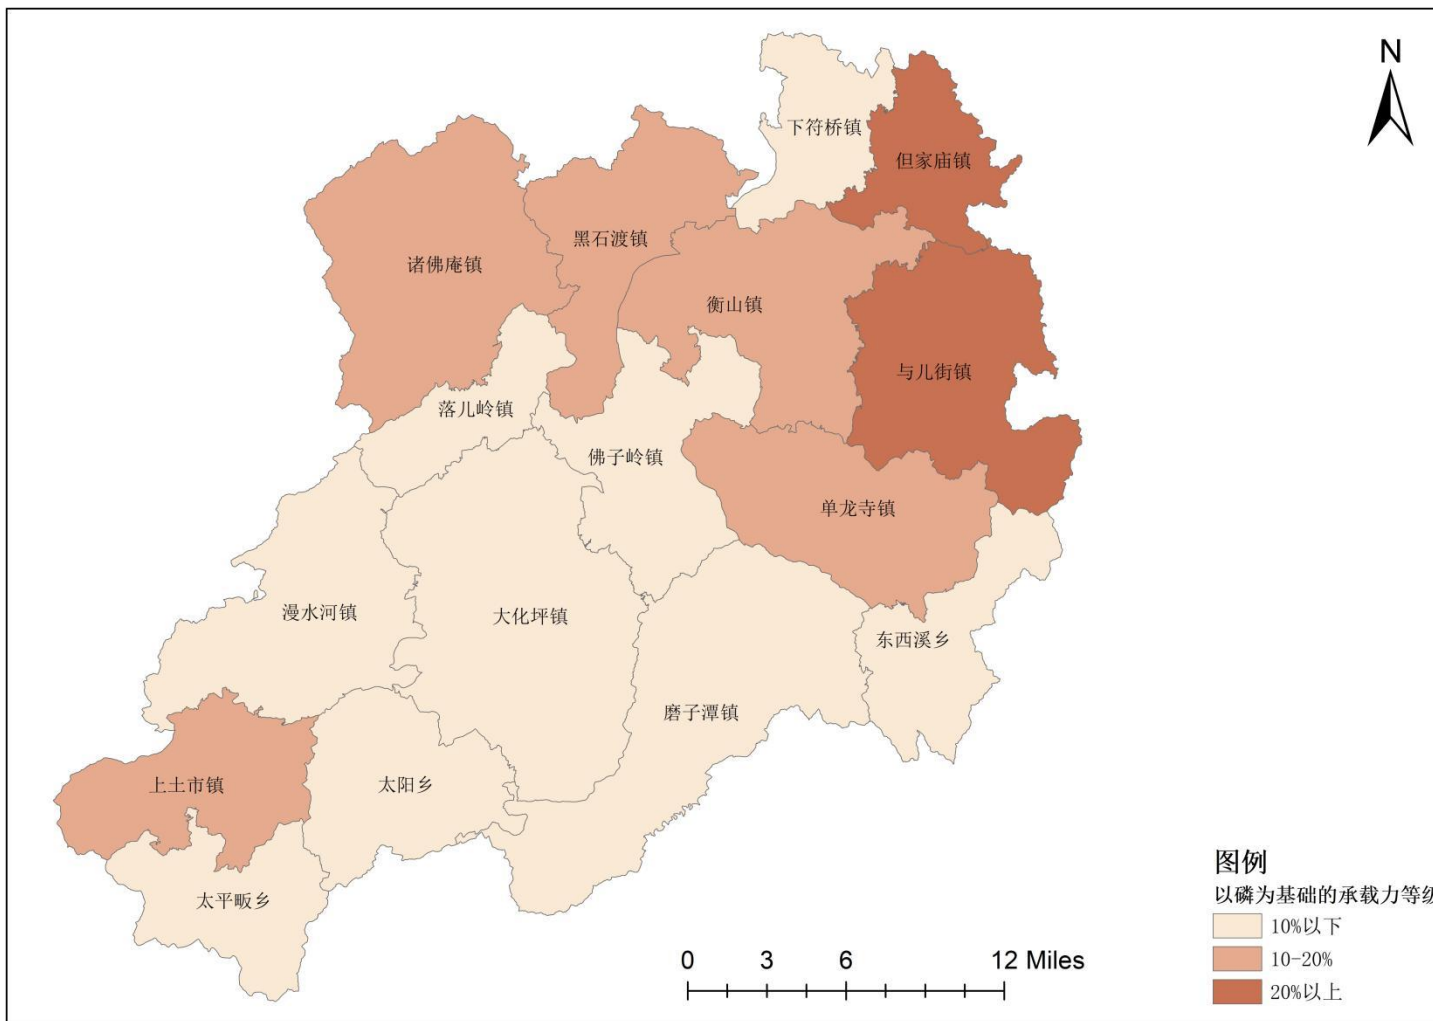 N
下符桥镇
但家庙镇
黑石渡镇
诸佛庵镇
衡山镇
与儿街镇
落儿岭镇
佛子岭镇
单龙寺镇
漫水河镇
大化坪镇
东西溪乡
磨子潭镇
上土市镇
太阳乡
太平畈乡
图例
以磷为基础的承载力等级
10%以下
10-20%
20%以上
0 3 6 12 Miles